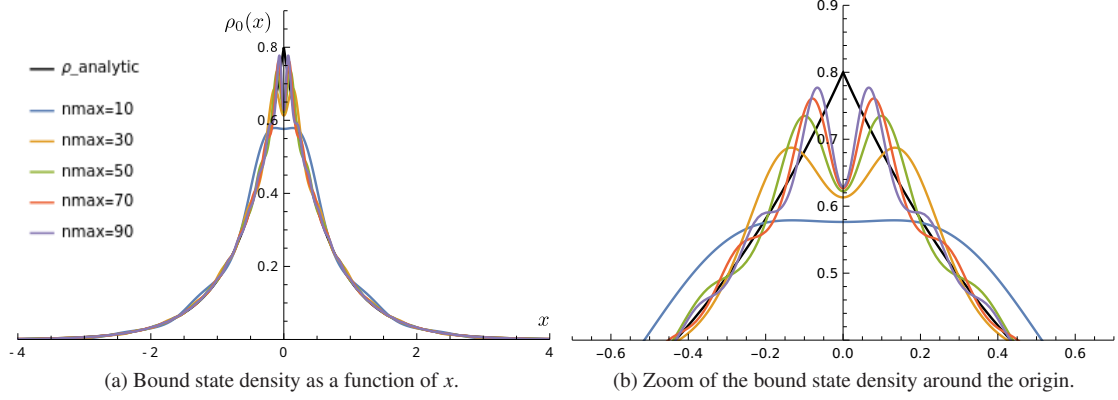 ρ₀(x)
ρ_analytic
nmax=10
nmax=30
nmax=50
nmax=70
nmax=90
0.8
0.6
0.4
0.2
x
-4 -2 0 2 4
(a) Bound state density as a function of x.
0.9
0.8
0.7
0.6
0.5
-0.6 -0.4 -0.2 0.0 0.2 0.4 0.6
(b) Zoom of the bound state density around the origin.